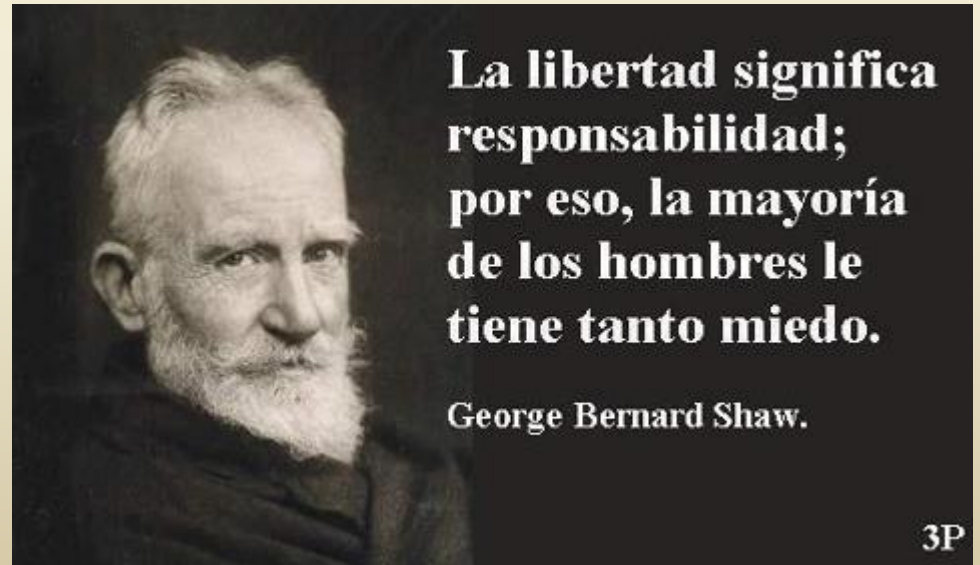 La libertad significa
responsabilidad;
por eso, la mayoría
de los hombres le
tiene tanto miedo.
George Bernard Shaw.
3P